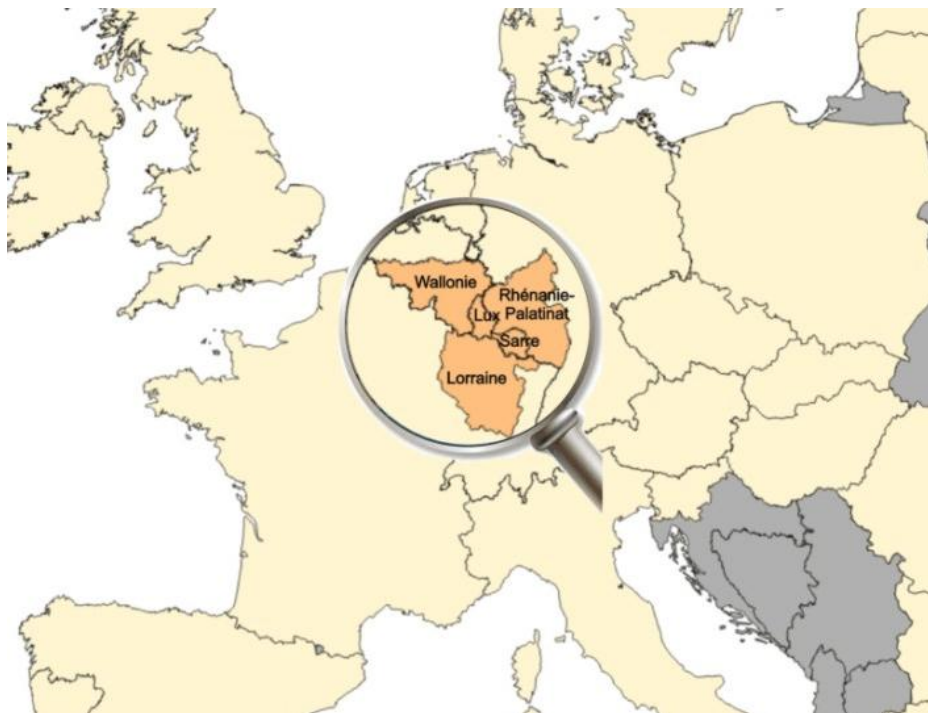 Wallonie
Rhénanie-
Lux Palatinat
Sarre
Lorraine